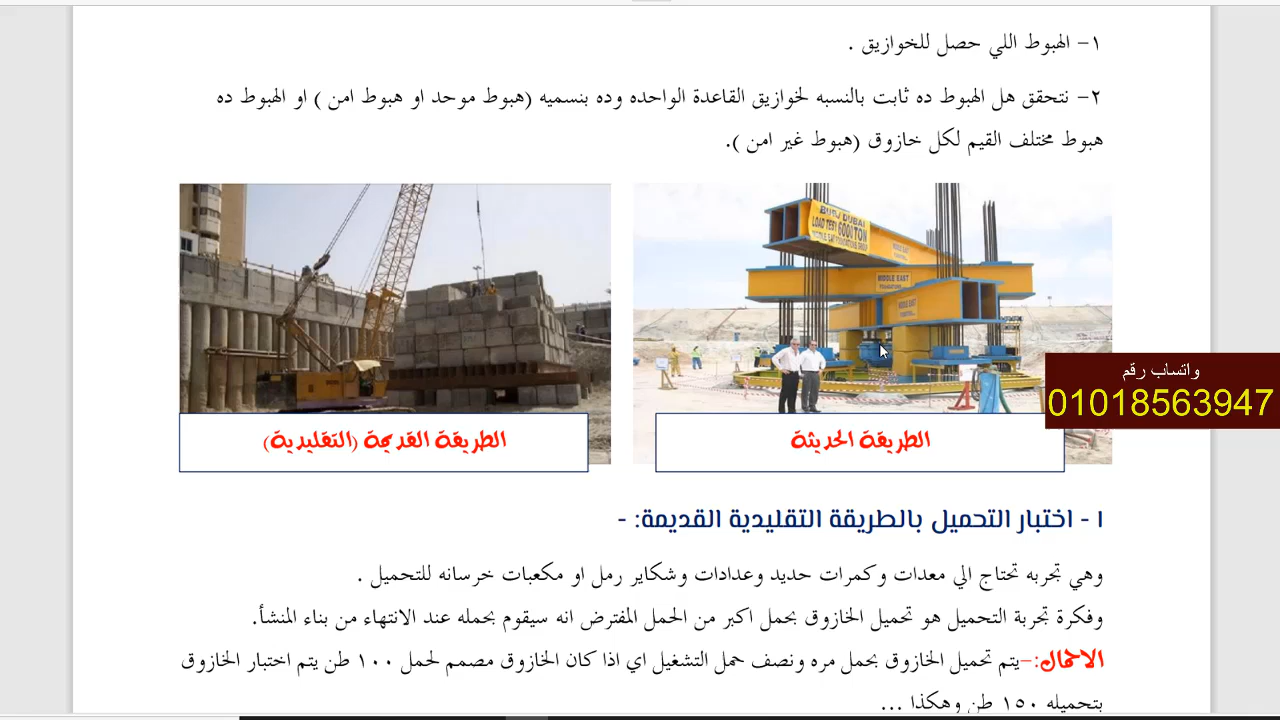 ١- الهبوط اللي حصل للخوازيق .
٢- نتحقق هل الهبوط ده ثابت بالنسبه لخوازيق القاعدة الواحده وده بنسميه (هبوط موحد او هبوط امن ) او الهبوط ده
هبوط مختلف القيم لكل خازوق (هبوط غير امن ).
BURJ DUBAI
LOAD TEST 6000 TON
MIDDLE EAST FOUNDATIONS GROUP
MIDDLE EAST
واتساب رقم
01018563947
الطريقة الحديثة
الطريقة القديمة (التقليدية)
١ - اختبار التحميل بالطريقة التقليدية القديمة: -
وهي تجربه تحتاج الي معدات وكمرات حديد وعدادات وشكاير رمل او مكعبات خرسانه للتحميل .
وفكرة تجربة التحميل هو تحميل الخازوق بحمل اكبر من الحمل المفترض انه سيقوم بحمله عند الانتهاء من بناء المنشأ.
الاحمال:-يتم تحميل الخازوق بحمل مره ونصف حمل التشغيل اي اذا كان الخازوق مصمم لحمل ١٠٠ طن يتم اختبار الخازوق
بتحميله ١٥٠ طن وهكذا ...